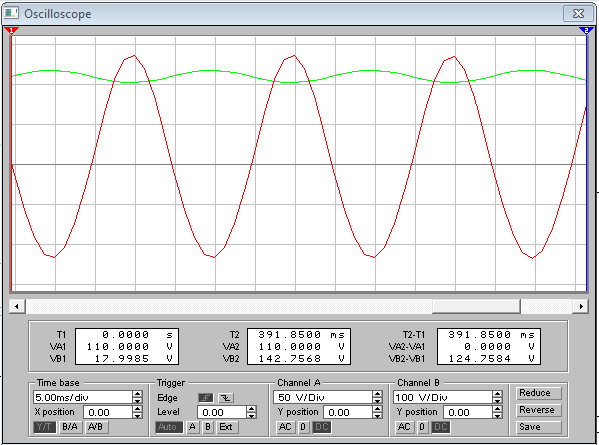 Oscilloscope
1
2
T1 0.0000 s T2 391.8500 ms T2-T1 391.8500 ms
VA1 110.0000 V VA2 110.0000 V VA2-VA1 0.0000 V
VB1 17.9985 V VB2 142.7568 V VB2-VB1 124.7584 V
Time base Trigger Channel A Channel B
5.00ms/div Edge 50 V/Div 100 V/Div Reduce
X position 0.00 Level 0.00 Y position 0.00 Y position 0.00 Reverse
Y/T B/A A/B Auto A B Ext AC 0 DC AC 0 DC Save